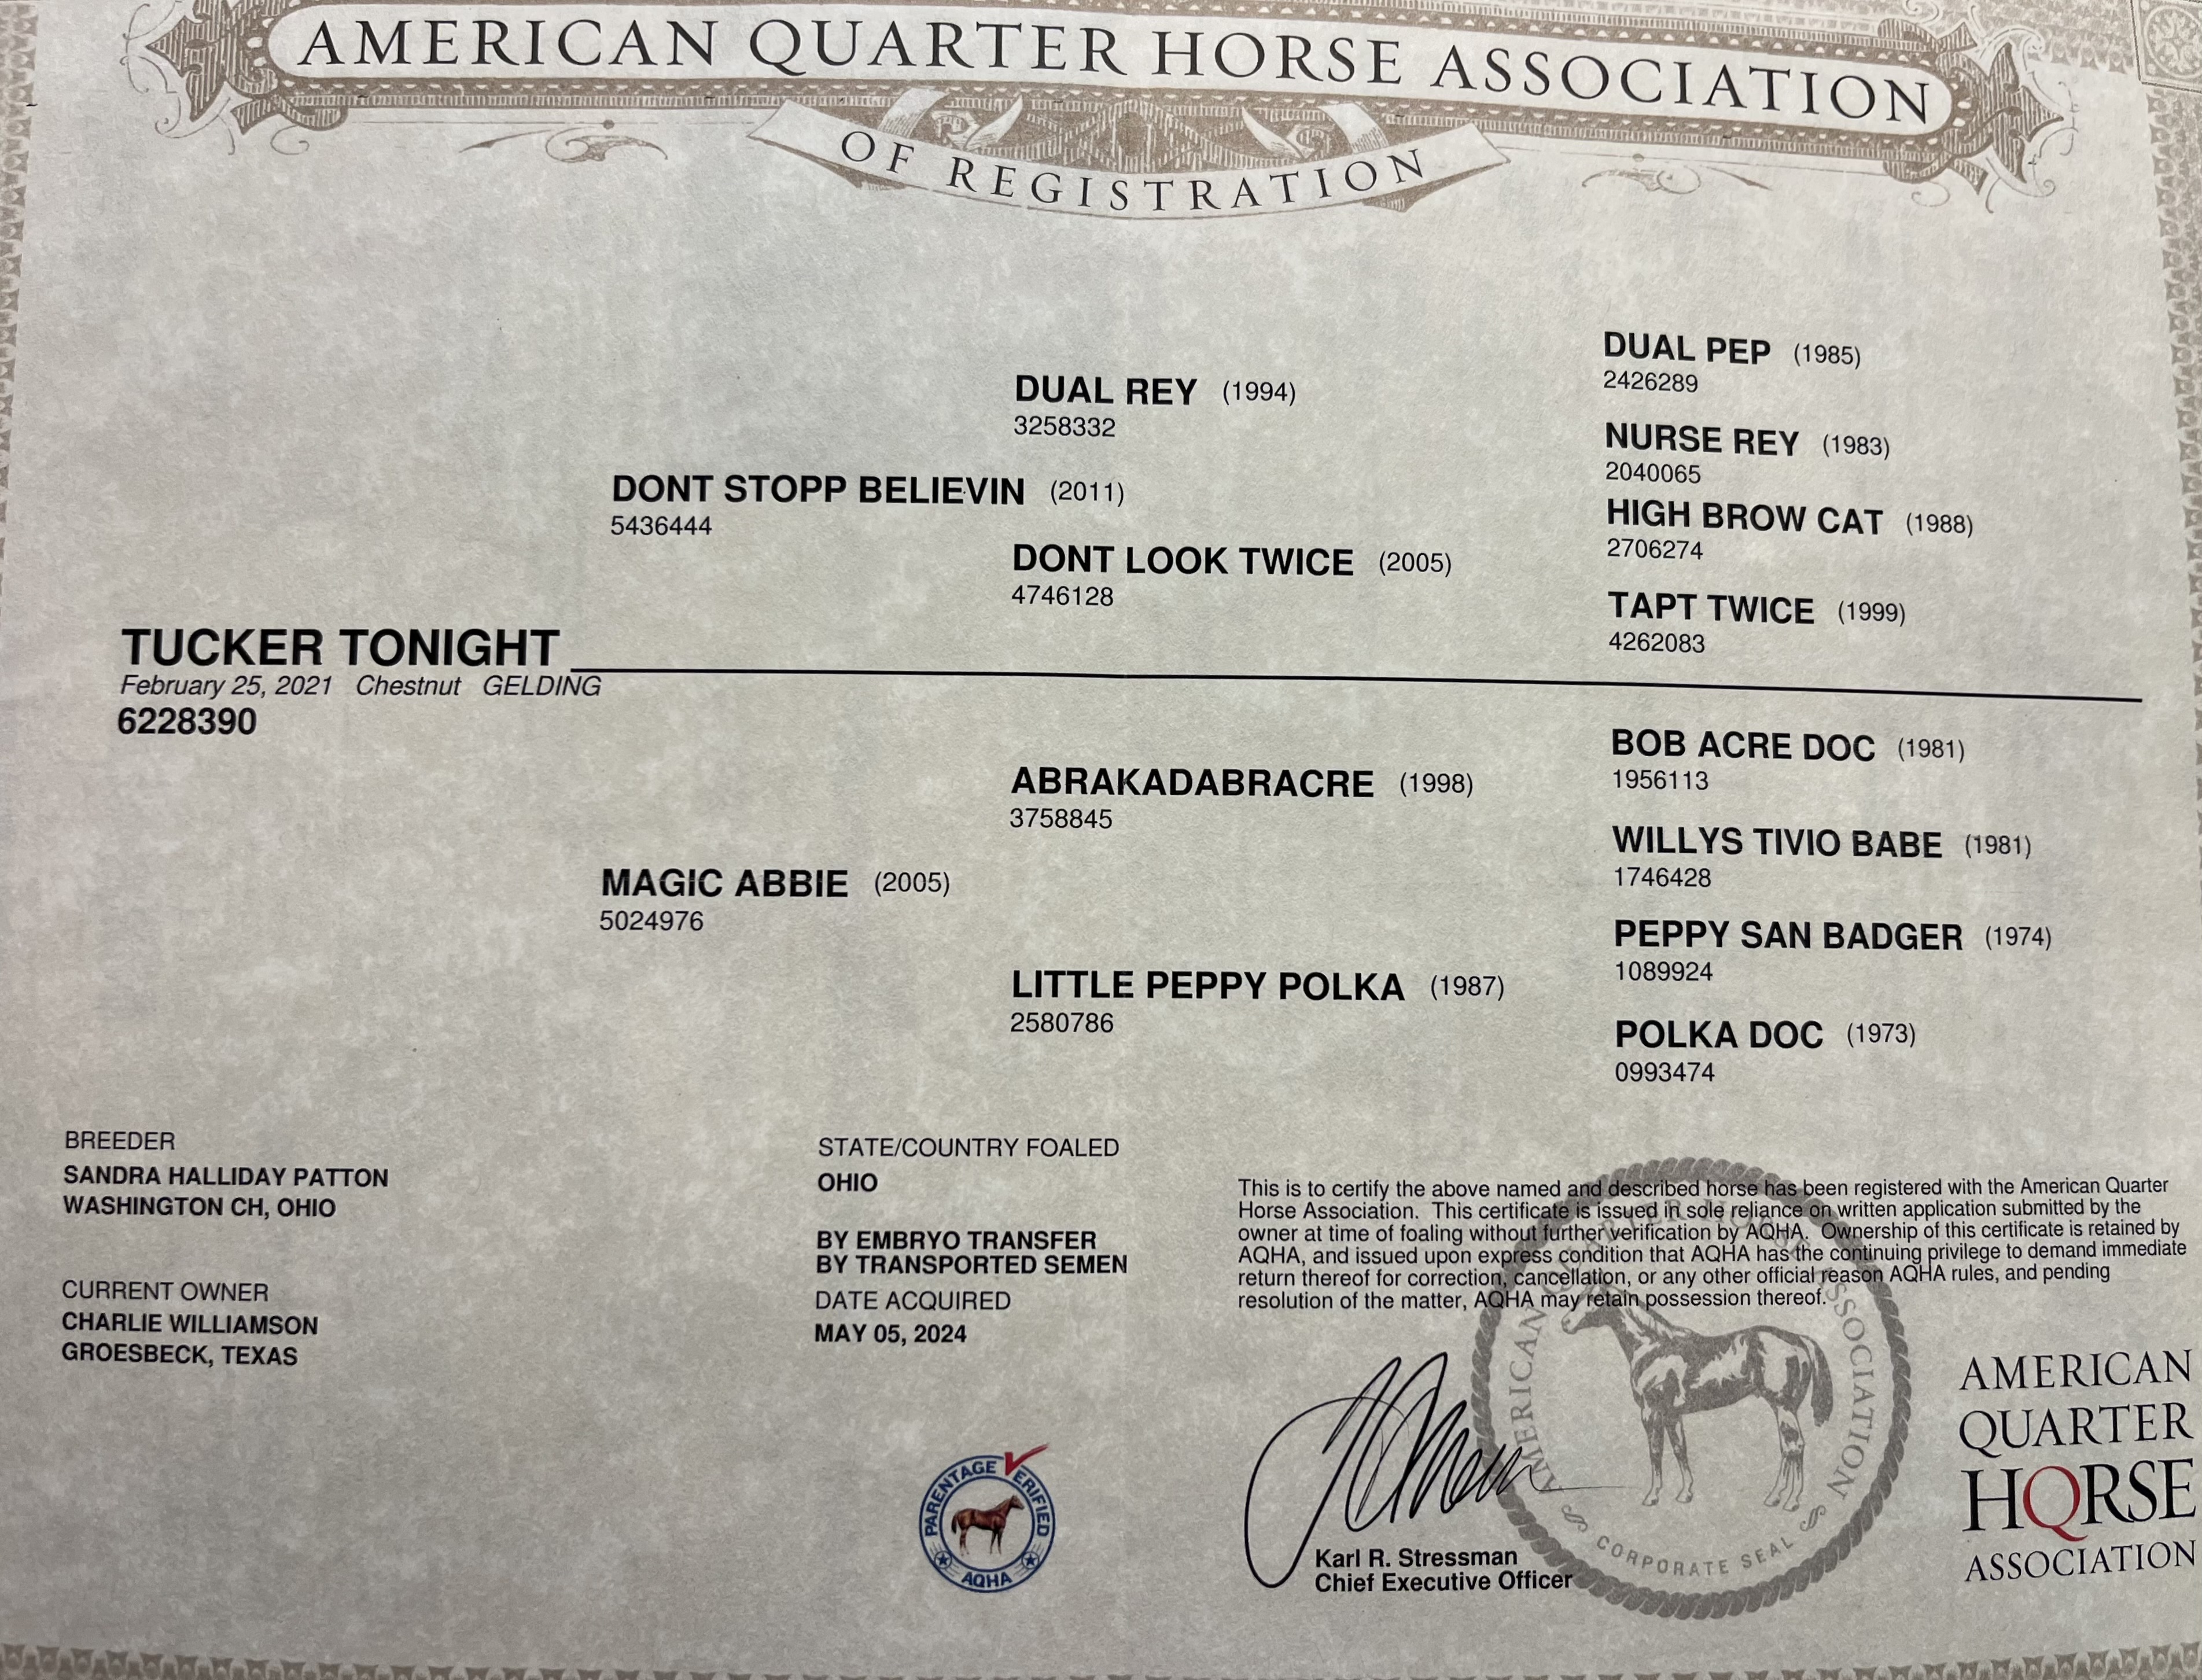 AMERICAN QUARTER HORSE ASSOCIATION
OF REGISTRATION
DUAL PEP (1985)
2426289
DUAL REY (1994)
3258332
NURSE REY (1983)
2040065
DONT STOPP BELIEVIN (2011)
5436444
HIGH BROW CAT (1988)
2706274
DONT LOOK TWICE (2005)
4746128
TAPT TWICE (1999)
4262083
TUCKER TONIGHT
February 25, 2021 Chestnut GELDING
6228390
BOB ACRE DOC (1981)
1956113
ABRAKADABRACRE (1998)
3758845
WILLYS TIVIO BABE (1981)
1746428
MAGIC ABBIE (2005)
5024976
PEPPY SAN BADGER (1974)
1089924
LITTLE PEPPY POLKA (1987)
2580786
POLKA DOC (1973)
0993474
BREEDER
SANDRA HALLIDAY PATTON
WASHINGTON CH, OHIO
CURRENT OWNER
CHARLIE WILLIAMSON
GROESBECK, TEXAS
STATE/COUNTRY FOALED
OHIO
BY EMBRYO TRANSFER
BY TRANSPORTED SEMEN
DATE ACQUIRED
MAY 05, 2024
This is to certify the above named and described horse has been registered with the American Quarter
Horse Association. This certificate is issued in sole reliance on written application submitted by the
owner at time of foaling without further verification by AQHA. Ownership of this certificate is retained by
AQHA, and issued upon express condition that AQHA has the continuing privilege to demand immediate
return thereof for correction, cancellation, or any other official reason AQHA rules, and pending
resolution of the matter, AQHA may retain possession thereof.
PARENTAGE VERIFIED
AQHA
Karl R. Stressman
Chief Executive Officer
AMERICAN QUARTER HORSE ASSOCIATION
CORPORATE SEAL
AMERICAN
QUARTER
HORSE
ASSOCIATION